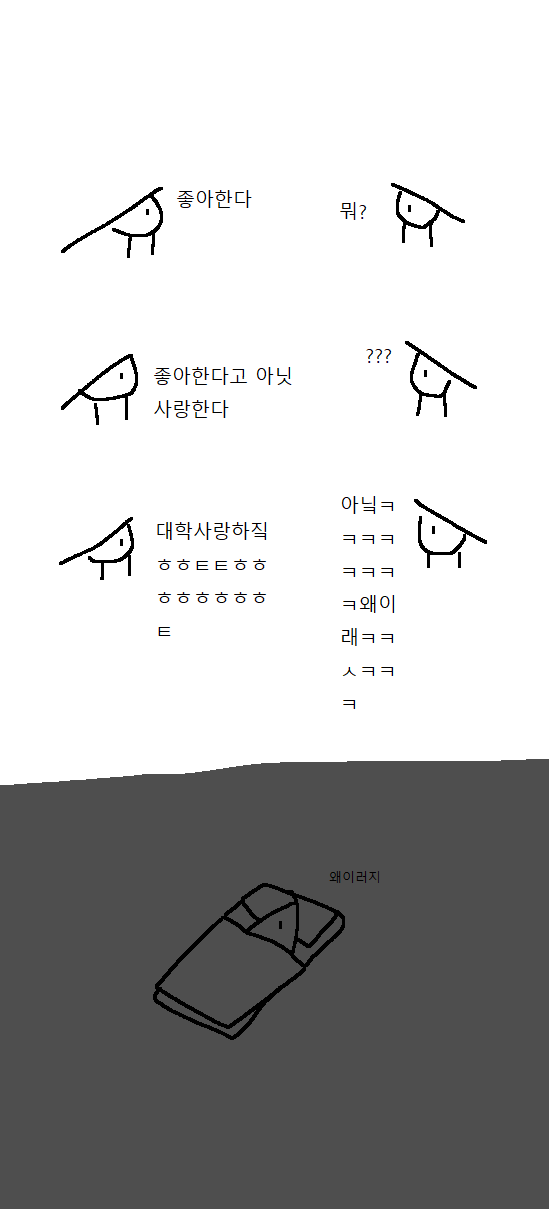 좋아한다
뭐?
좋아한다고 아닛
사랑한다
???
대학사랑하짘
ㅎㅎㅌㅌㅎㅎ
ㅎㅎㅎㅎㅎㅎ
ㅌ
아닠ㅋ
ㅋㅋㅋ
ㅋㅋㅋ
ㅋ왜이
래ㅋㅋ
ㅅㅋㅋ
ㅋ
왜이러지